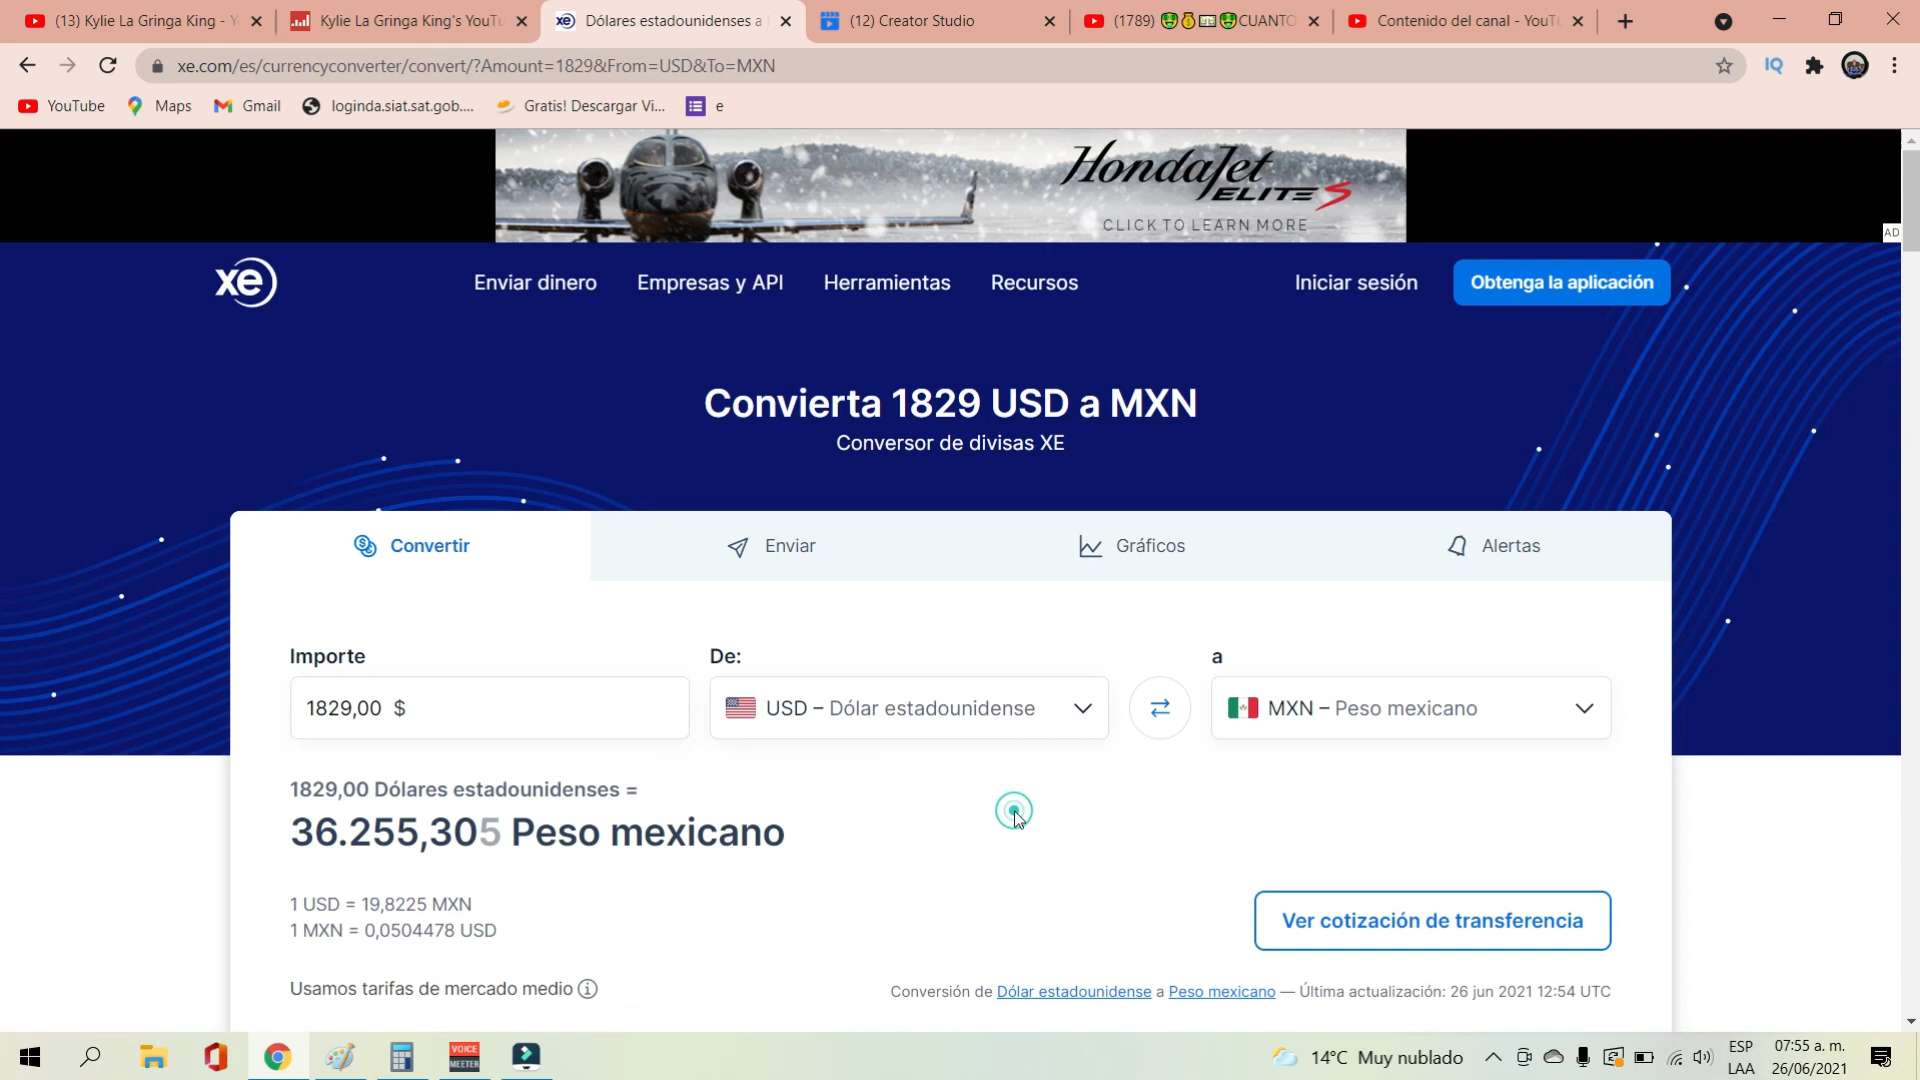 (13) Kylie La Gringa King - Y
Kylie La Gringa King's YouTu
xe Dólares estadounidenses a
(12) Creator Studio
(1789) 🤑💰💵🤑CUANTO
Contenido del canal - YouTu
xe.com/es/currencyconverter/convert/?Amount=1829&From=USD&To=MXN
IQ
YouTube
Maps
Gmail
loginda.siat.sat.gob....
Gratis! Descargar Vi...
e
HondaJet
ELITE S
CLICK TO LEARN MORE
AD
xe
Enviar dinero
Empresas y API
Herramientas
Recursos
Iniciar sesión
Obtenga la aplicación
Convierta 1829 USD a MXN
Conversor de divisas XE
Convertir
Enviar
Gráficos
Alertas
Importe
De:
a
1829,00 $
USD – Dólar estadounidense
MXN – Peso mexicano
1829,00 Dólares estadounidenses =
36.255,305 Peso mexicano
1 USD = 19,8225 MXN
1 MXN = 0,0504478 USD
Ver cotización de transferencia
Usamos tarifas de mercado medio
Conversión de Dólar estadounidense a Peso mexicano — Última actualización: 26 jun 2021 12:54 UTC
VOICE
MEETER
14°C Muy nublado
ESP
LAA
07:55 a. m.
26/06/2021